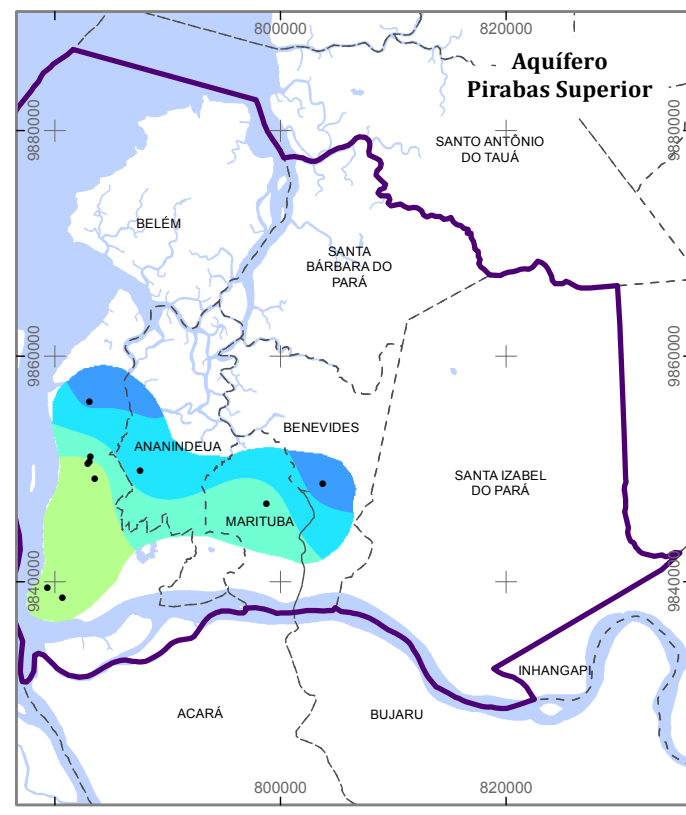 800000
820000
Aquífero
Pirabas Superior
9880000
9880000
SANTO ANTÔNIO
DO TAUÁ
BELÉM
SANTA
BÁRBARA DO
PARÁ
9860000
9860000
BENEVIDES
ANANINDEUA
SANTA IZABEL
DO PARÁ
MARITUBA
9840000
9840000
INHANGAPI
ACARÁ
BUJARU
800000
820000